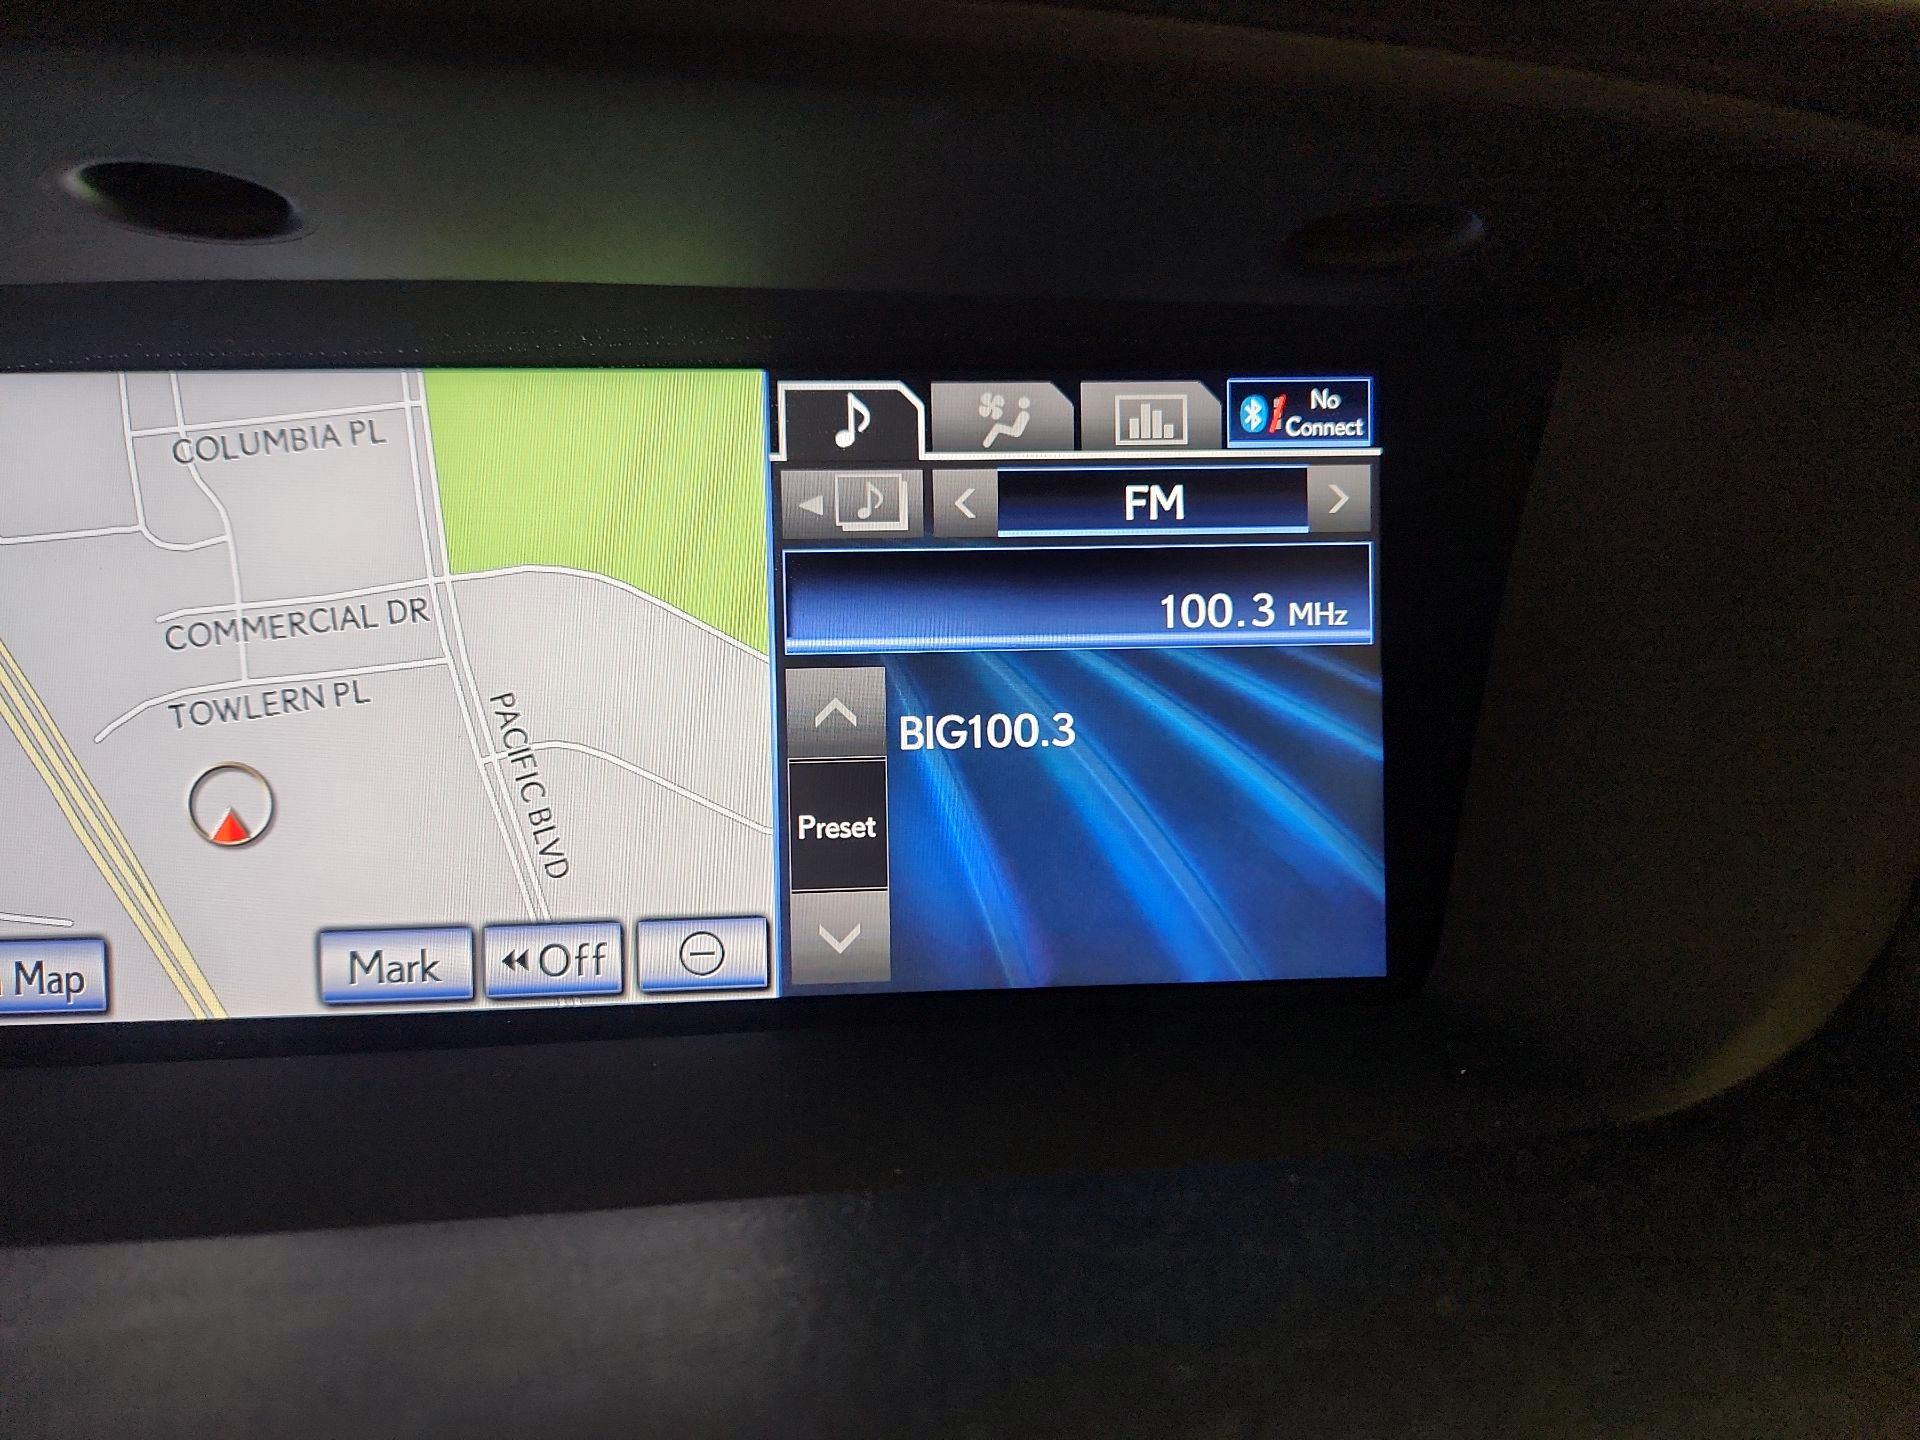 COLUMBIA PL
COMMERCIAL DR
TOWLERN PL
PACIFIC BLVD
Map
Mark
Off
No
Connect
FM
100.3 MHz
BIG100.3
Preset